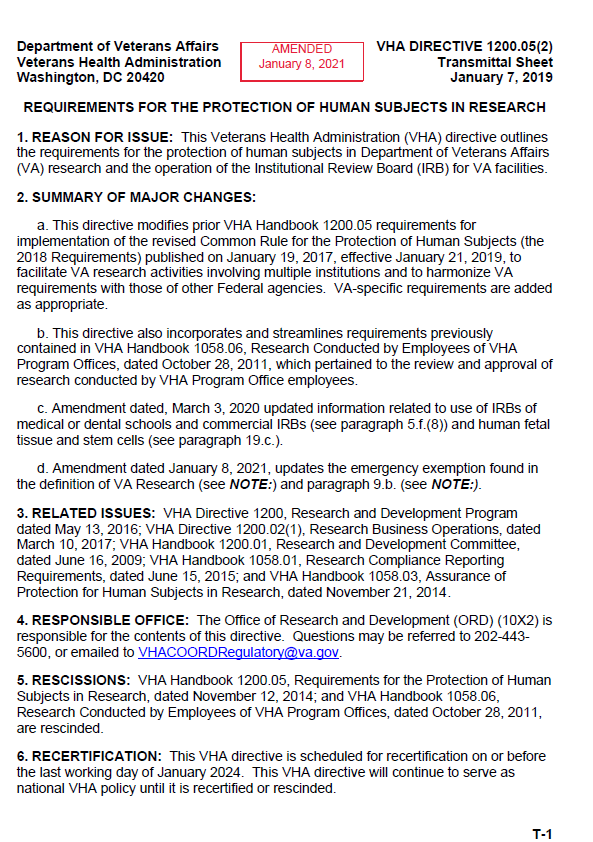 Department of Veterans Affairs
Veterans Health Administration
Washington, DC 20420
AMENDED
January 8, 2021
VHA DIRECTIVE 1200.05(2)
Transmittal Sheet
January 7, 2019
REQUIREMENTS FOR THE PROTECTION OF HUMAN SUBJECTS IN RESEARCH
1. REASON FOR ISSUE: This Veterans Health Administration (VHA) directive outlines
the requirements for the protection of human subjects in Department of Veterans Affairs
(VA) research and the operation of the Institutional Review Board (IRB) for VA facilities.
2. SUMMARY OF MAJOR CHANGES:
a. This directive modifies prior VHA Handbook 1200.05 requirements for
implementation of the revised Common Rule for the Protection of Human Subjects (the
2018 Requirements) published on January 19, 2017, effective January 21, 2019, to
facilitate VA research activities involving multiple institutions and to harmonize VA
requirements with those of other Federal agencies. VA-specific requirements are added
as appropriate.
b. This directive also incorporates and streamlines requirements previously
contained in VHA Handbook 1058.06, Research Conducted by Employees of VHA
Program Offices, dated October 28, 2011, which pertained to the review and approval of
research conducted by VHA Program Office employees.
c. Amendment dated, March 3, 2020 updated information related to use of IRBs of
medical or dental schools and commercial IRBs (see paragraph 5.f.(8)) and human fetal
tissue and stem cells (see paragraph 19.c.).
d. Amendment dated January 8, 2021, updates the emergency exemption found in
the definition of VA Research (see NOTE:) and paragraph 9.b. (see NOTE:).
3. RELATED ISSUES: VHA Directive 1200, Research and Development Program
dated May 13, 2016; VHA Directive 1200.02(1), Research Business Operations, dated
March 10, 2017; VHA Handbook 1200.01, Research and Development Committee,
dated June 16, 2009; VHA Handbook 1058.01, Research Compliance Reporting
Requirements, dated June 15, 2015; and VHA Handbook 1058.03, Assurance of
Protection for Human Subjects in Research, dated November 21, 2014.
4. RESPONSIBLE OFFICE: The Office of Research and Development (ORD) (10X2) is
responsible for the contents of this directive. Questions may be referred to 202-443-
5600, or emailed to VHACOORDRegulatory@va.gov.
5. RESCISSIONS: VHA Handbook 1200.05, Requirements for the Protection of Human
Subjects in Research, dated November 12, 2014; and VHA Handbook 1058.06,
Research Conducted by Employees of VHA Program Offices, dated October 28, 2011,
are rescinded.
6. RECERTIFICATION: This VHA directive is scheduled for recertification on or before
the last working day of January 2024. This VHA directive will continue to serve as
national VHA policy until it is recertified or rescinded.
T-1